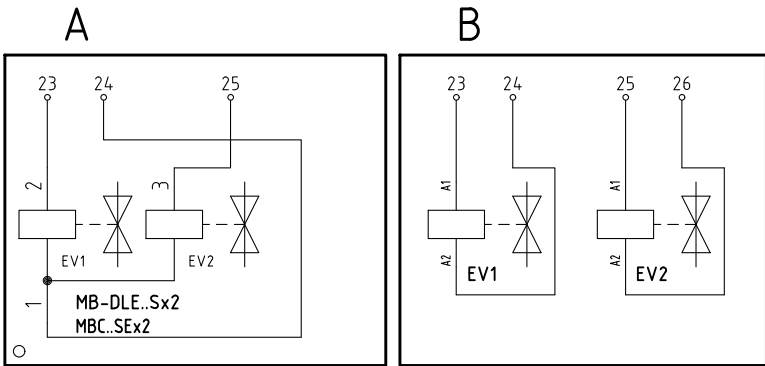 A B
23 24 25 23 24 25 26
2 3 A1 A1
EV1 EV2 A2 EV1 A2 EV2
1 MB-DLE..Sx2
MBC..SEx2